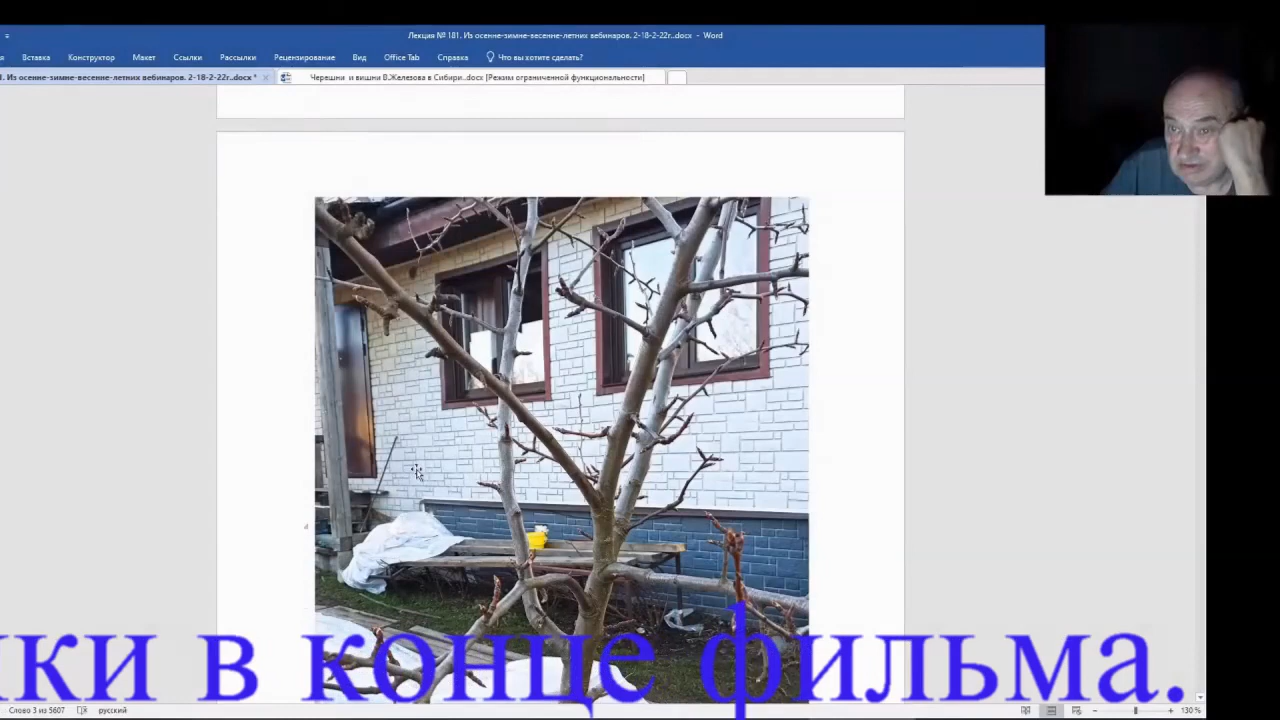 Лекция № 181. Из осенне-зимне-весенне-летних вебинаров. 2-18-2-22г..docx - Word
Вставка Конструктор Макет Ссылки Рассылки Рецензирование Вид Office Tab Справка Что вы хотите сделать?
1. Из осенне-зимне-весенне-летних вебинаров. 2-18-2-22г..docx * Черешни и вишни В.Железова в Сибири..docx [Режим ограниченной функциональности]
ки в конце фильма.
Слово 3 из 5607 русский 130 %